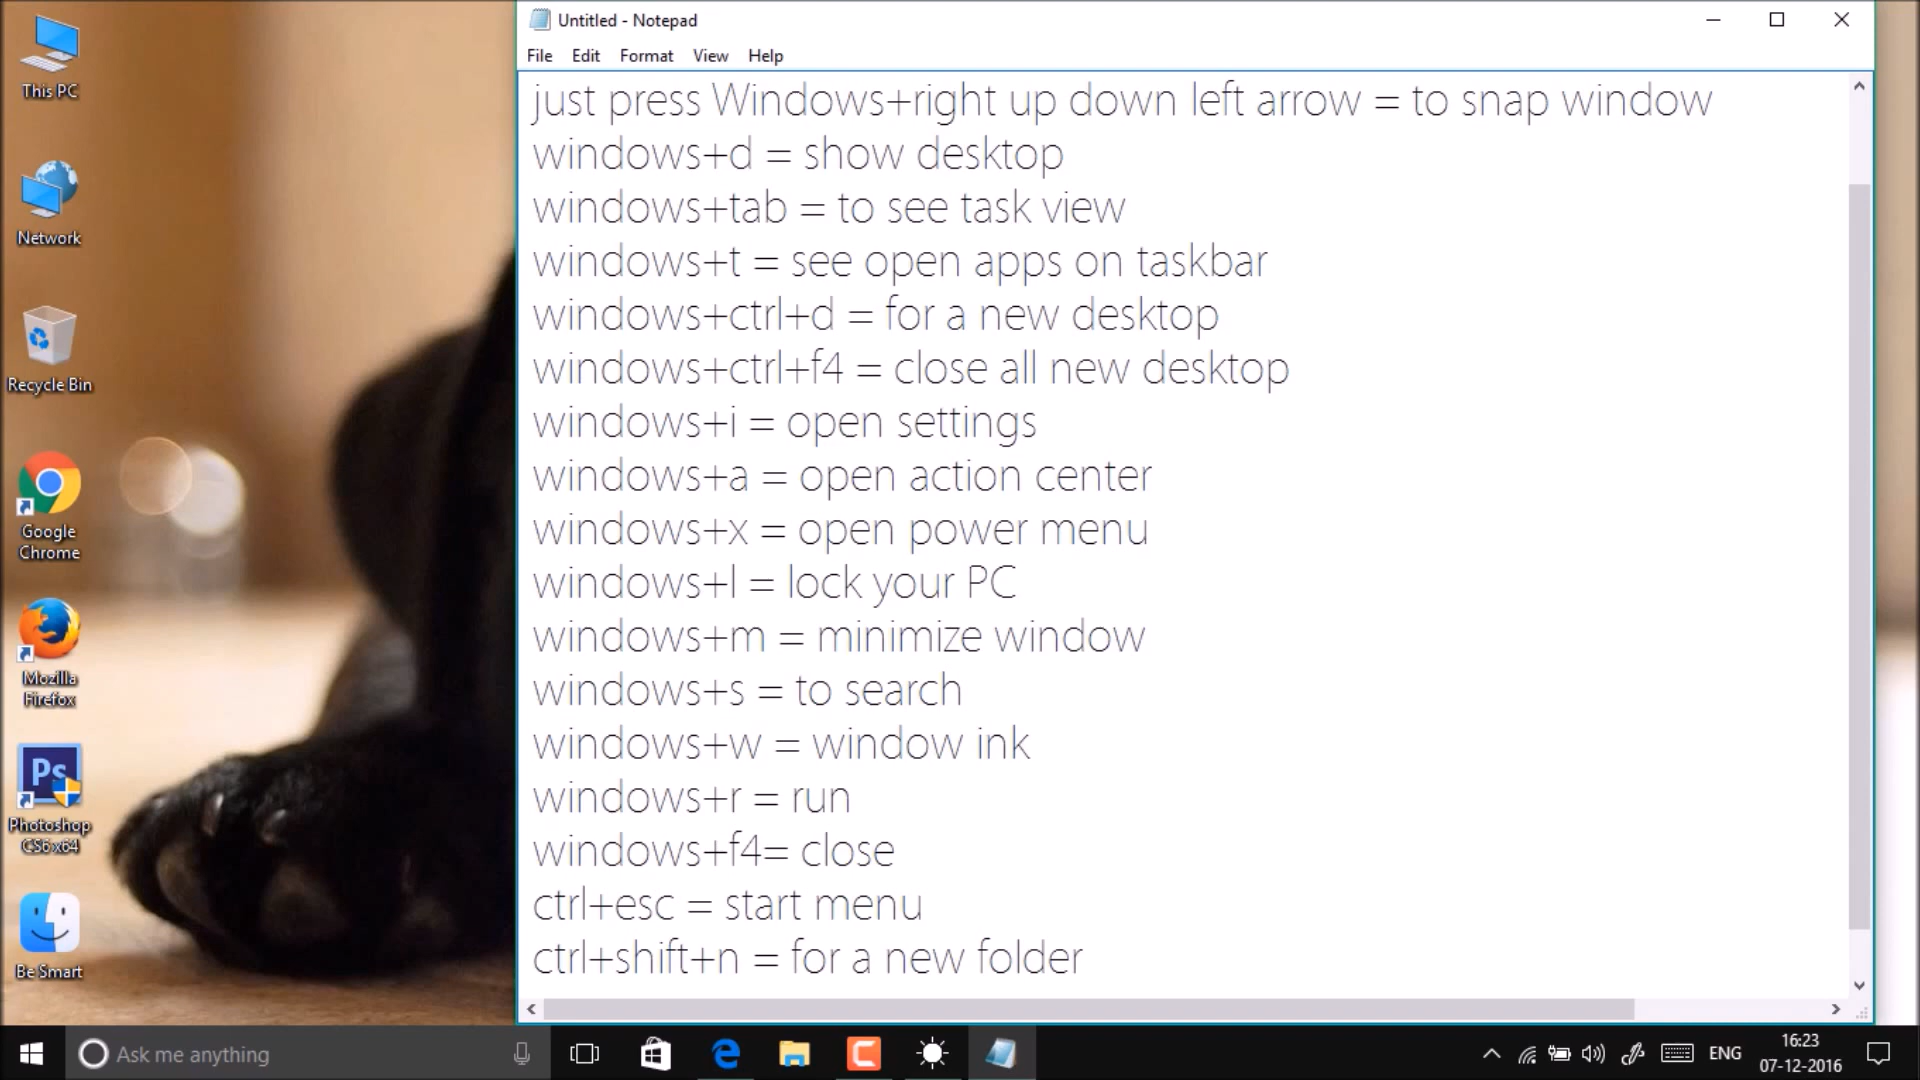 This PC
Network
Recycle Bin
Google
Chrome
Mozilla
Firefox
Ps
Photoshop
CS6 x64
Be Smart
Untitled - Notepad
File Edit Format View Help
just press Windows+right up down left arrow = to snap window
windows+d = show desktop
windows+tab = to see task view
windows+t = see open apps on taskbar
windows+ctrl+d = for a new desktop
windows+ctrl+f4 = close all new desktop
windows+i = open settings
windows+a = open action center
windows+x = open power menu
windows+l = lock your PC
windows+m = minimize window
windows+s = to search
windows+w = window ink
windows+r = run
windows+f4= close
ctrl+esc = start menu
ctrl+shift+n = for a new folder
Ask me anything
ENG
16:23
07-12-2016